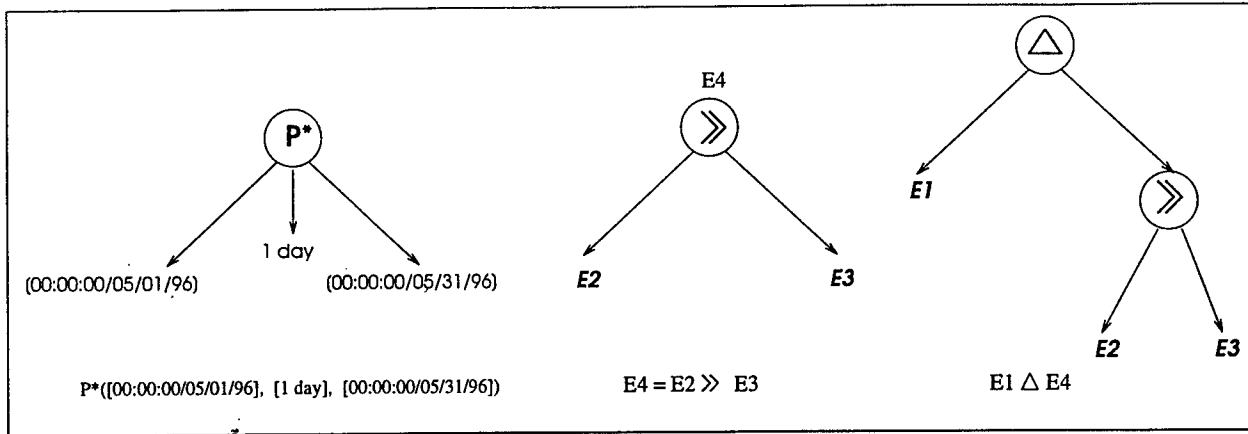 P*
1 day
[00:00:00/05/01/96]
[00:00:00/05/31/96]
P*([00:00:00/05/01/96], [1 day], [00:00:00/05/31/96])
E4
≫
E2
E3
E4 = E2 ≫ E3
△
E1
≫
E2
E3
E1 △ E4